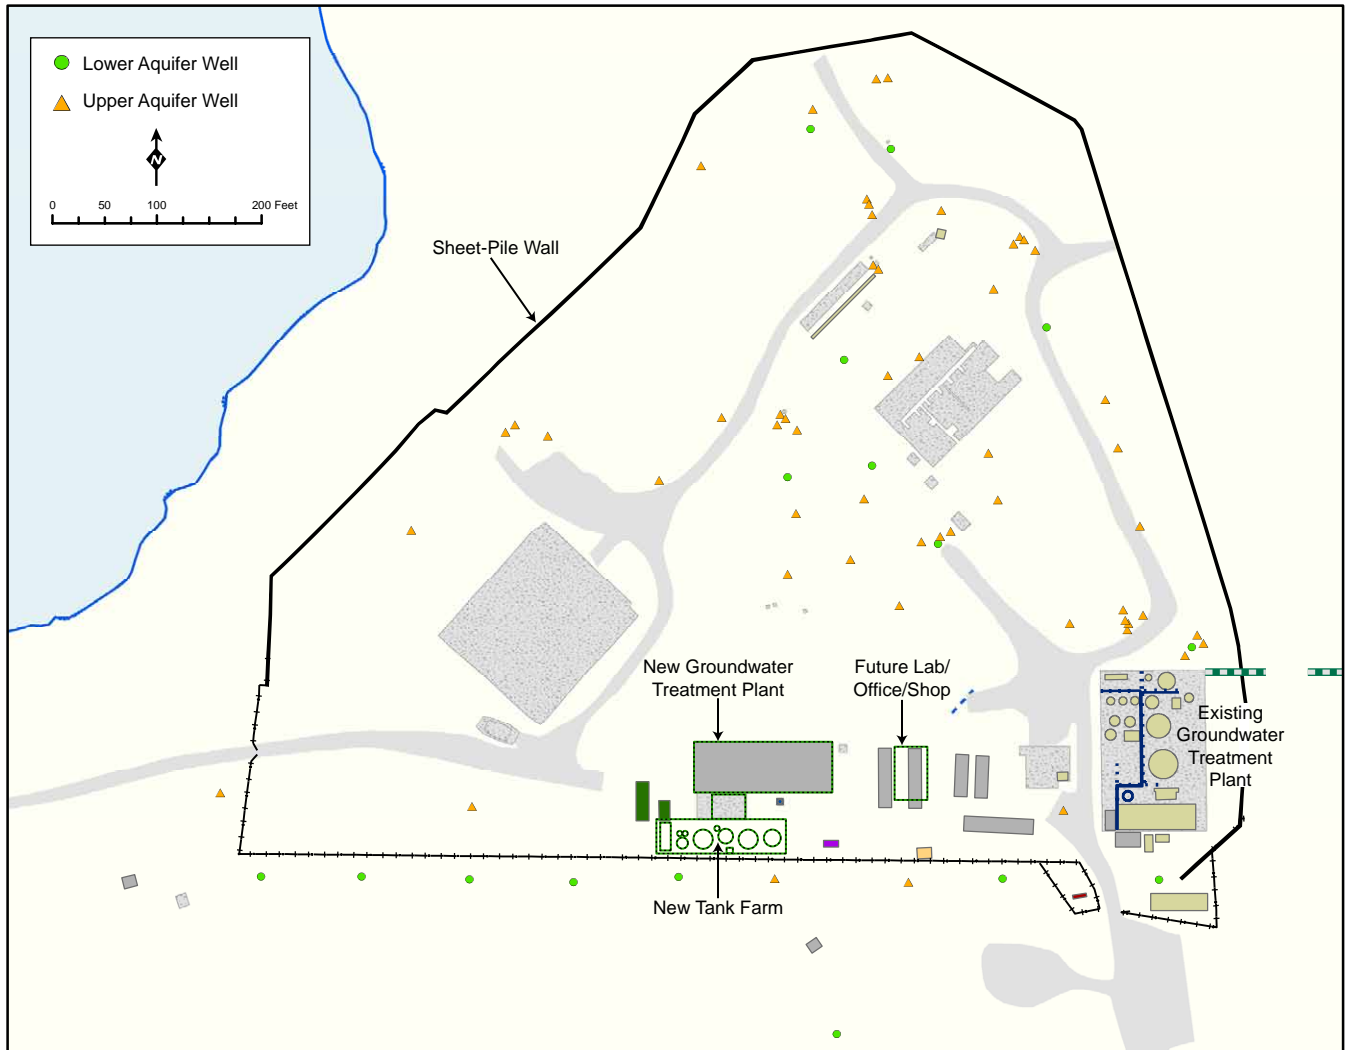 Lower Aquifer Well
Upper Aquifer Well
N
0 50 100 200 Feet
Sheet-Pile Wall
New Groundwater
Treatment Plant
Future Lab/
Office/Shop
Existing
Groundwater
Treatment
Plant
New Tank Farm